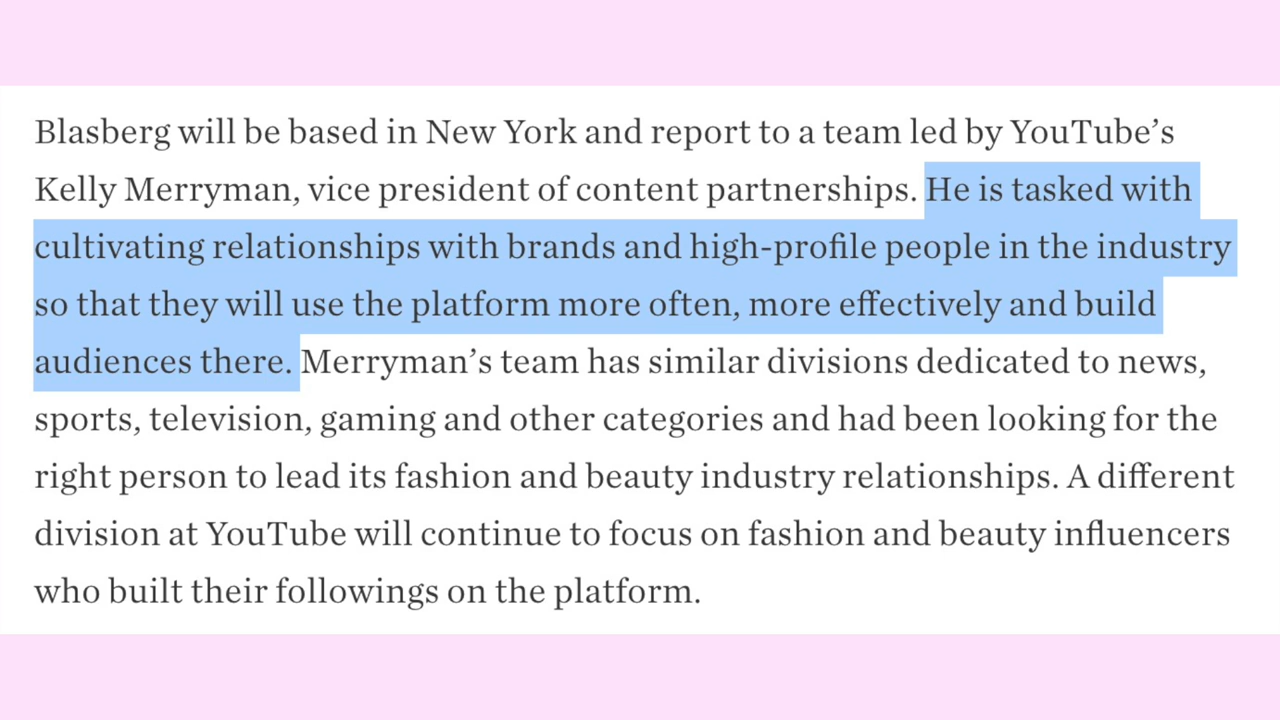 Blasberg will be based in New York and report to a team led by YouTube’s
Kelly Merryman, vice president of content partnerships. He is tasked with
cultivating relationships with brands and high-profile people in the industry
so that they will use the platform more often, more effectively and build
audiences there. Merryman’s team has similar divisions dedicated to news,
sports, television, gaming and other categories and had been looking for the
right person to lead its fashion and beauty industry relationships. A different
division at YouTube will continue to focus on fashion and beauty influencers
who built their followings on the platform.